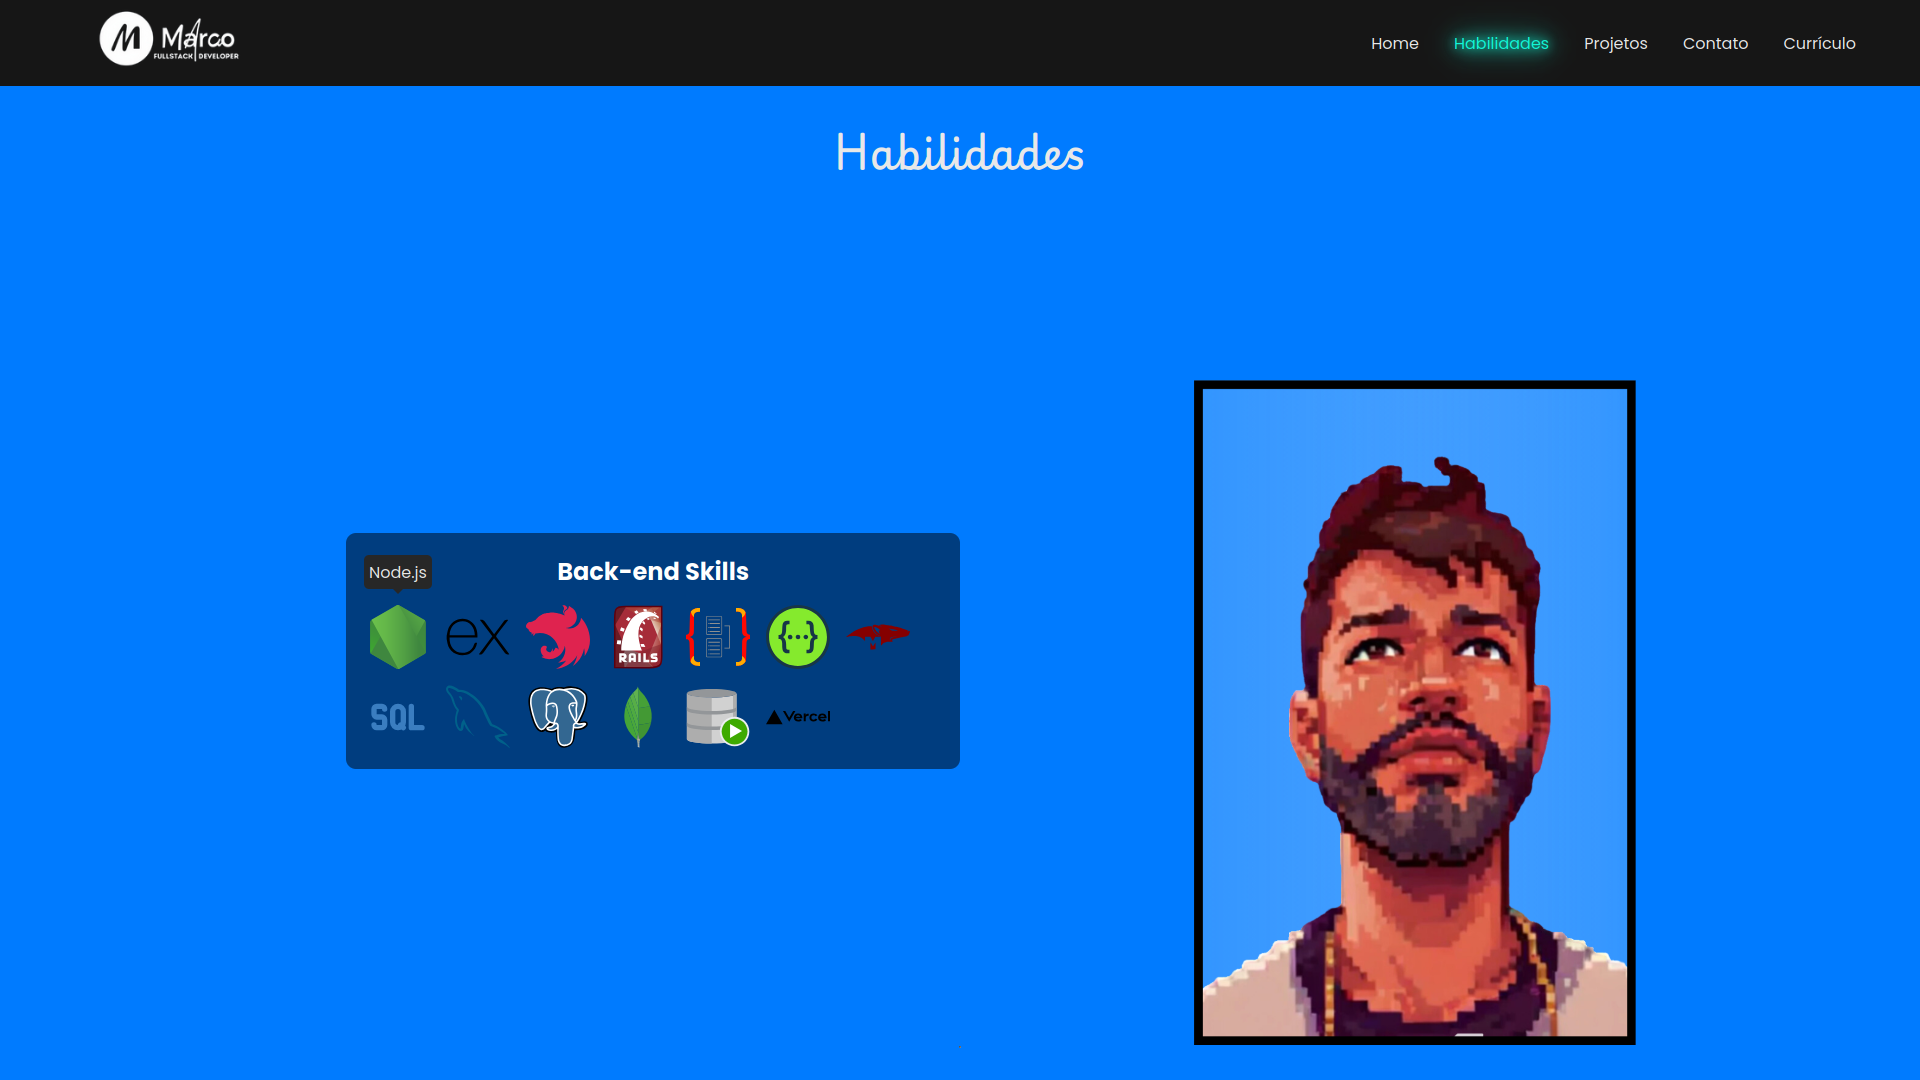 M Marco
FULLSTACK DEVELOPER
Home Habilidades Projetos Contato Currículo
Habilidades
Node.js
Back-end Skills
ex
RAILS
SQL
Vercel